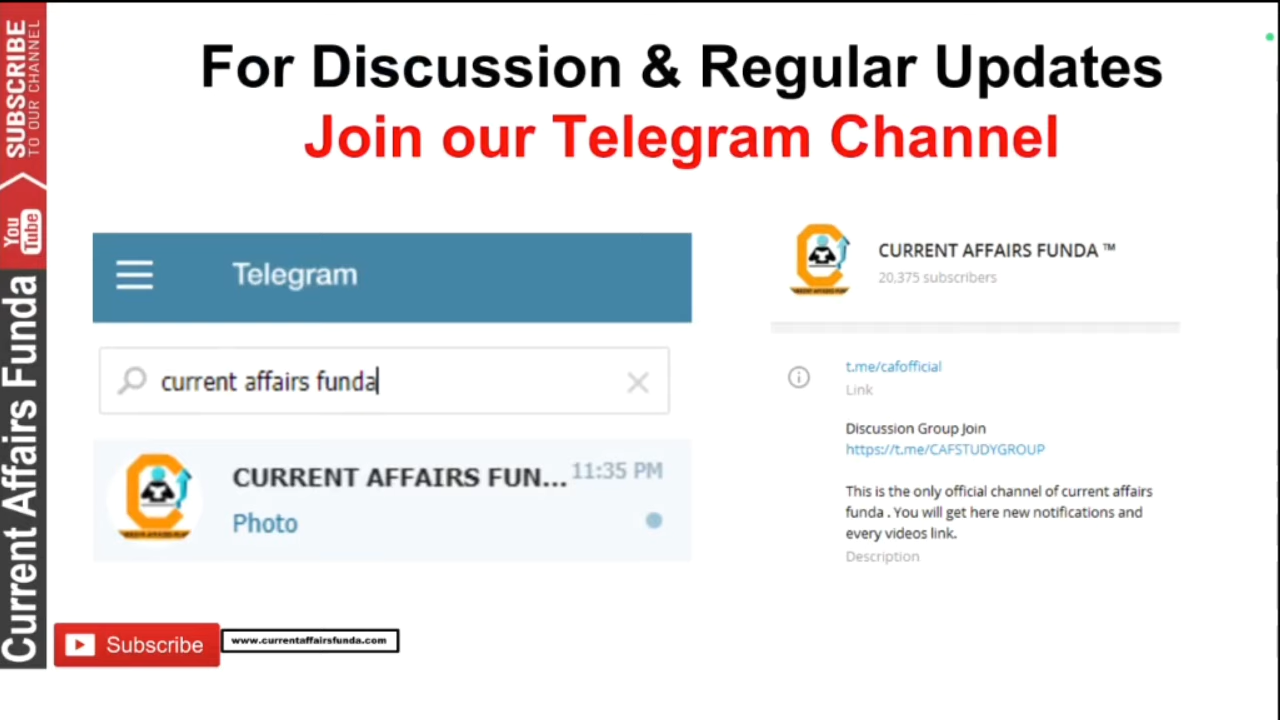 SUBSCRIBE
TO OUR CHANNEL
You
Tube
Current Affairs Funda
For Discussion & Regular Updates
Join our Telegram Channel
Telegram
current affairs funda
CURRENT AFFAIRS FUN...
11:35 PM
Photo
CURRENT AFFAIRS FUNDA ™
20,375 subscribers
t.me/cafofficial
Link
Discussion Group Join
https://t.me/CAFSTUDYGROUP
This is the only official channel of current affairs
funda . You will get here new notifications and
every videos link.
Description
Subscribe
www.currentaffairsfunda.com